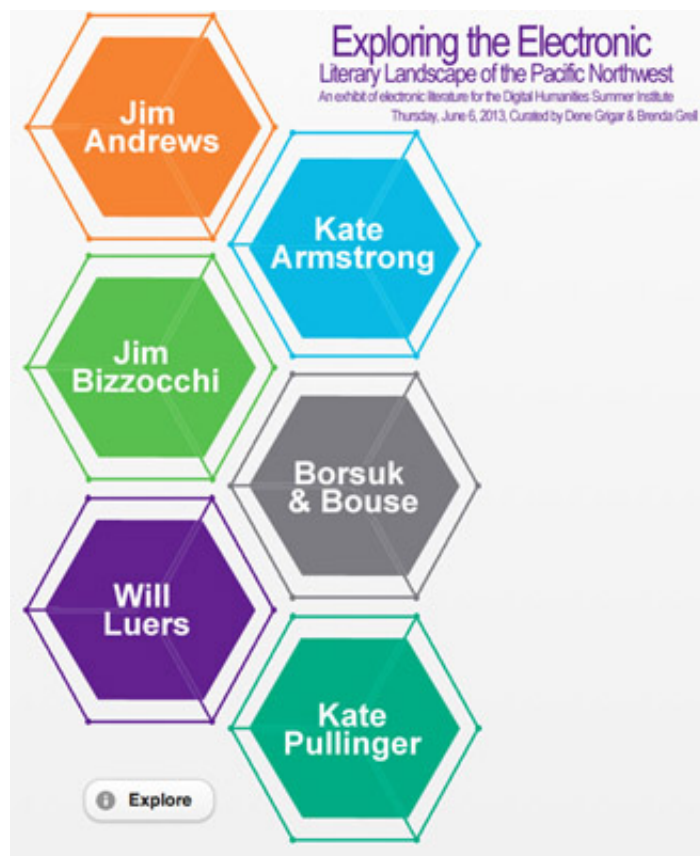 Exploring the Electronic
Literary Landscape of the Pacific Northwest
An exhibit of electronic literature for the Digital Humanities Summer Institute
Thursday, June 6, 2013, Curated by Dene Grigar & Brenda Grell
Jim
Andrews
Kate
Armstrong
Jim
Bizzocchi
Borsuk
& Bouse
Will
Luers
Kate
Pullinger
Explore